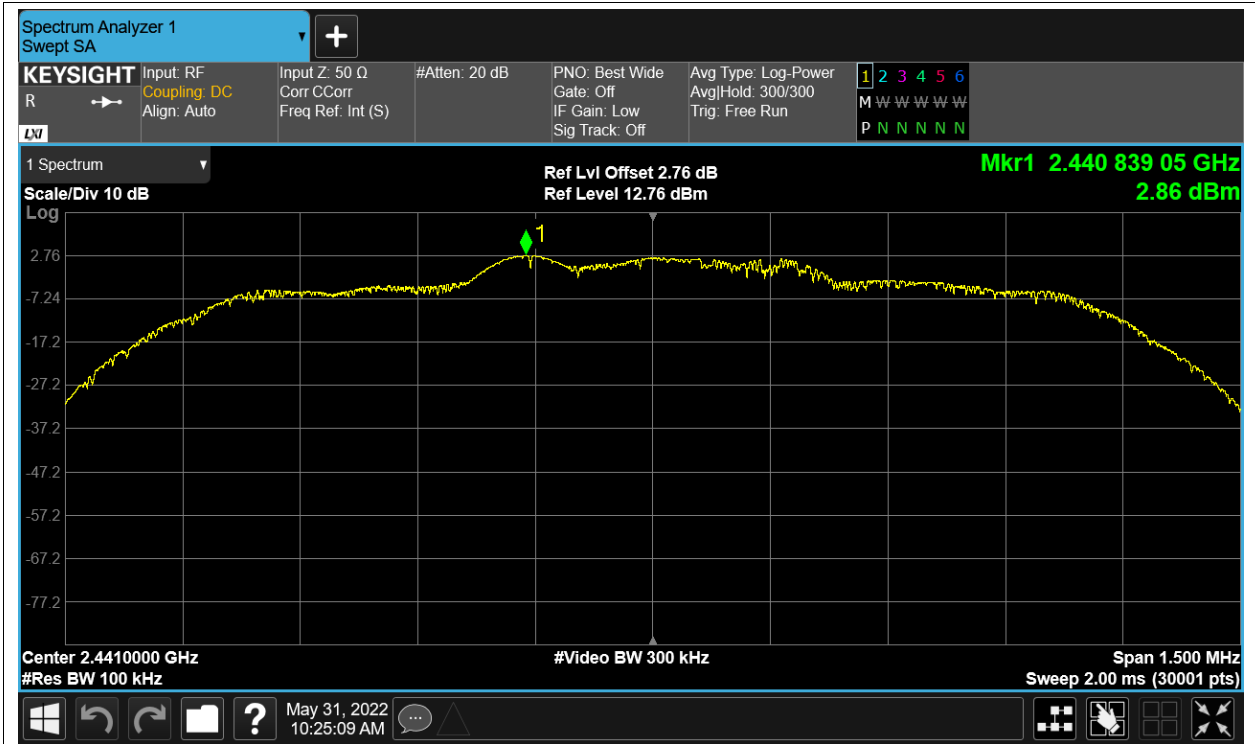 Spectrum Analyzer 1
Swept SA
KEYSIGHT
R
LXI
Input: RF
Coupling: DC
Align: Auto
Input Z: 50 Ω
Corr CCorr
Freq Ref: Int (S)
#Atten: 20 dB
PNO: Best Wide
Gate: Off
IF Gain: Low
Sig Track: Off
Avg Type: Log-Power
Avg|Hold: 300/300
Trig: Free Run
1 2 3 4 5 6
M W W W W W
P N N N N N
1 Spectrum
Scale/Div 10 dB
Log
Ref Lvl Offset 2.76 dB
Ref Level 12.76 dBm
Mkr1 2.440 839 05 GHz
2.86 dBm
1
2.76
-7.24
-17.2
-27.2
-37.2
-47.2
-57.2
-67.2
-77.2
Center 2.4410000 GHz
#Res BW 100 kHz
#Video BW 300 kHz
Span 1.500 MHz
Sweep 2.00 ms (30001 pts)
?
May 31, 2022
10:25:09 AM